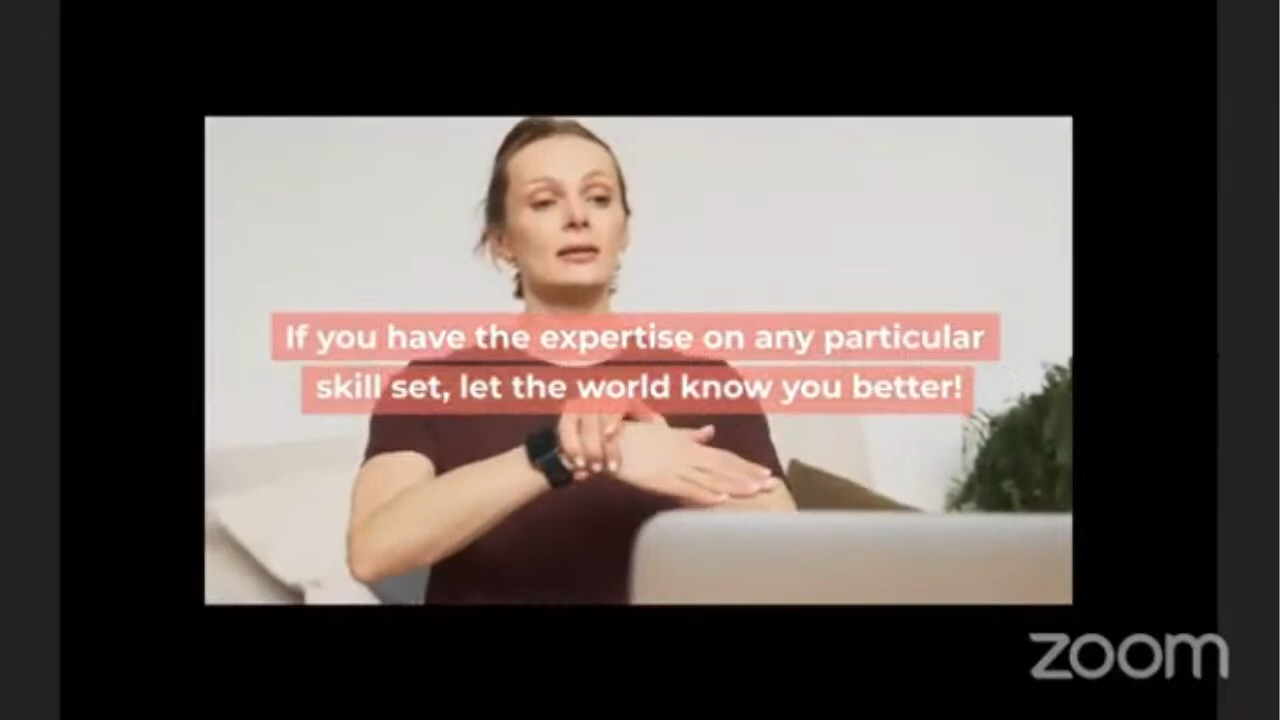 If you have the expertise on any particular
skill set, let the world know you better!
zoom